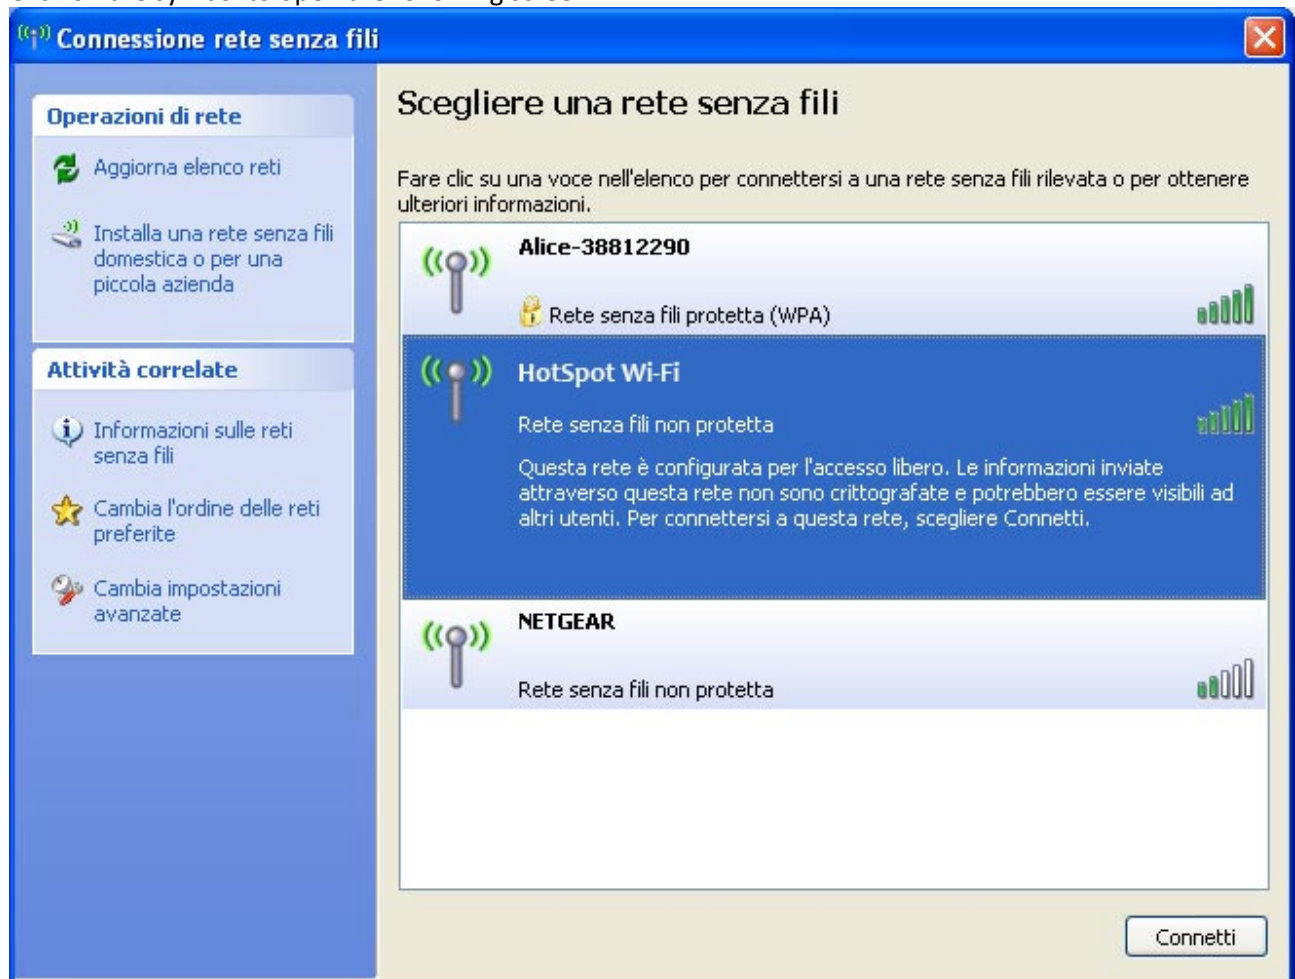 Connessione rete senza fili
Operazioni di rete
Aggiorna elenco reti
Installa una rete senza fili
domestica o per una
piccola azienda
Attività correlate
Informazioni sulle reti
senza fili
Cambia l'ordine delle reti
preferite
Cambia impostazioni
avanzate
Scegliere una rete senza fili
Fare clic su una voce nell'elenco per connettersi a una rete senza fili rilevata o per ottenere
ulteriori informazioni.
Alice-38812290
Rete senza fili protetta (WPA)
HotSpot Wi-Fi
Rete senza fili non protetta
Questa rete è configurata per l'accesso libero. Le informazioni inviate
attraverso questa rete non sono crittografate e potrebbero essere visibili ad
altri utenti. Per connettersi a questa rete, scegliere Connetti.
NETGEAR
Rete senza fili non protetta
Connetti